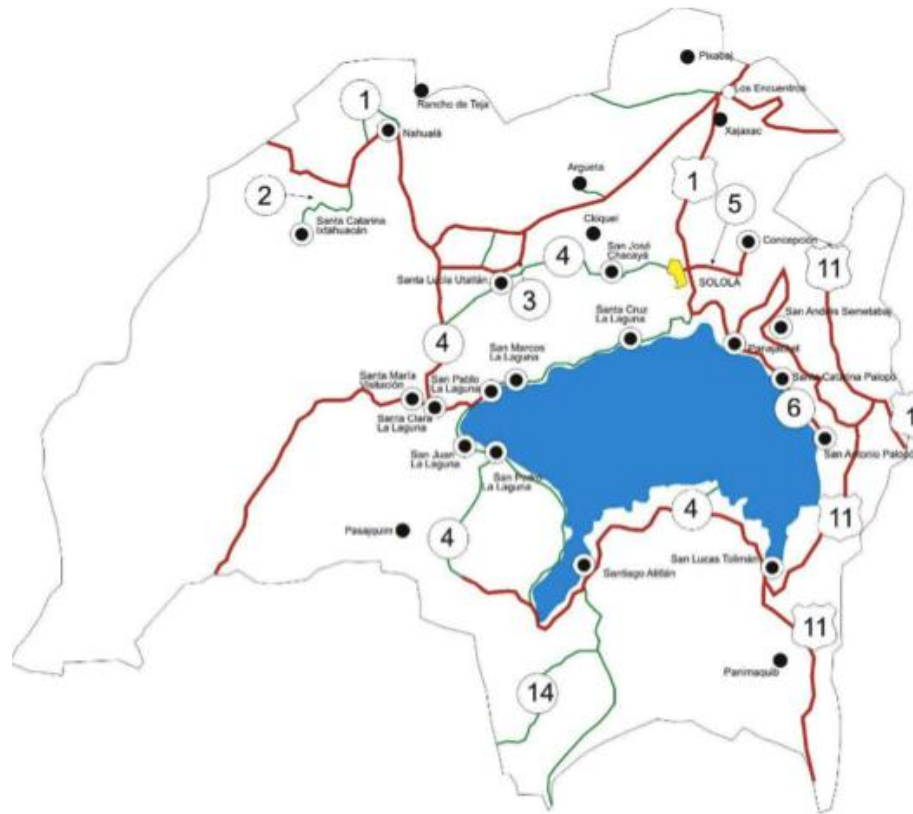 Pixabaj
Los Encuentros
1
Rancho de Teja
Xajaxac
Nahualá
Argueta
1
2
5
Santa Catarina
Ixtahuacán
Ckiquel
Concepción
4
San José
Chacayá
11
Santa Lucía Utatlán
3
SOLOLÁ
San Andrés Semetabaj
Santa Cruz
La Laguna
4
Panajachel
San Marcos
La Laguna
Santa María
Visitación
San Pablo
La Laguna
Santa Catarina Palopó
6
1
Santa Clara
La Laguna
San Antonio Palopó
San Juan
La Laguna
San Pedro
La Laguna
4
11
Pasajquim
4
San Lucas Tolimán
Santiago Atitlán
11
Panimaquib
14